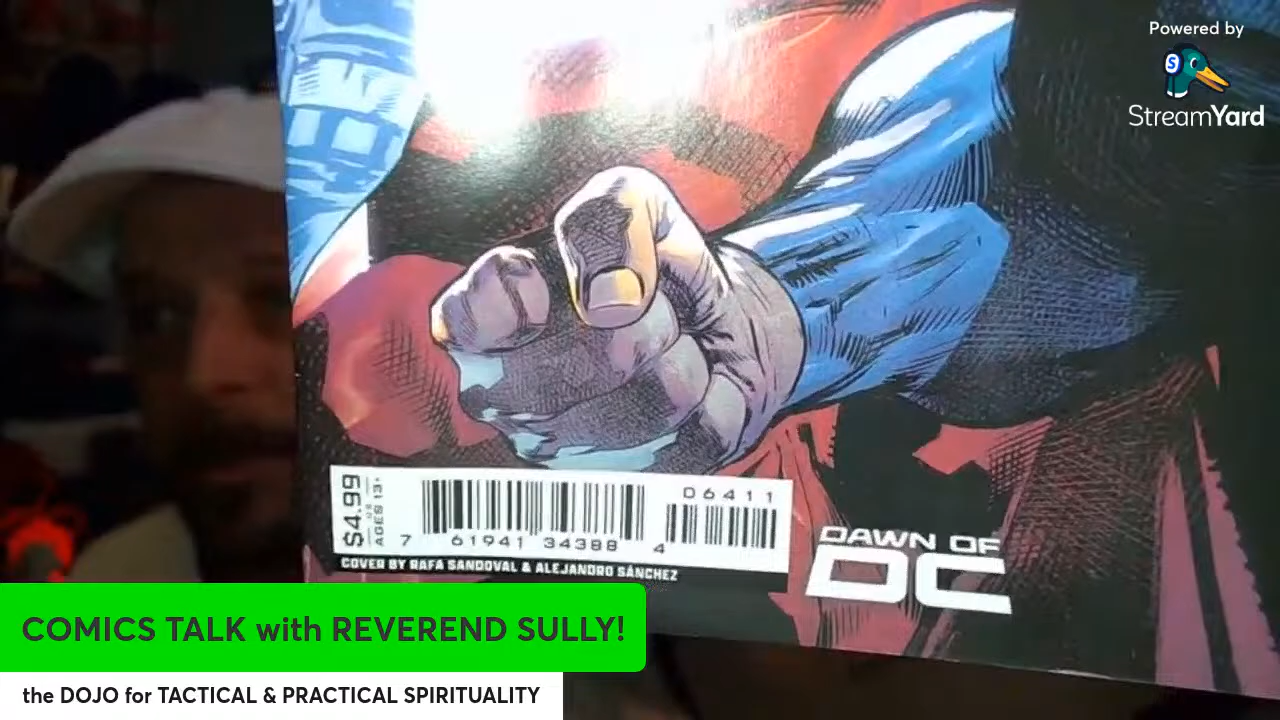 Powered by
S
StreamYard
$4.99
US
AGES 13+
06411
7 61941 34388 4
COVER BY RAFA SANDOVAL & ALEJANDRO SÁNCHEZ
DAWN OF
DC
COMICS TALK with REVEREND SULLY!
the DOJO for TACTICAL & PRACTICAL SPIRITUALITY